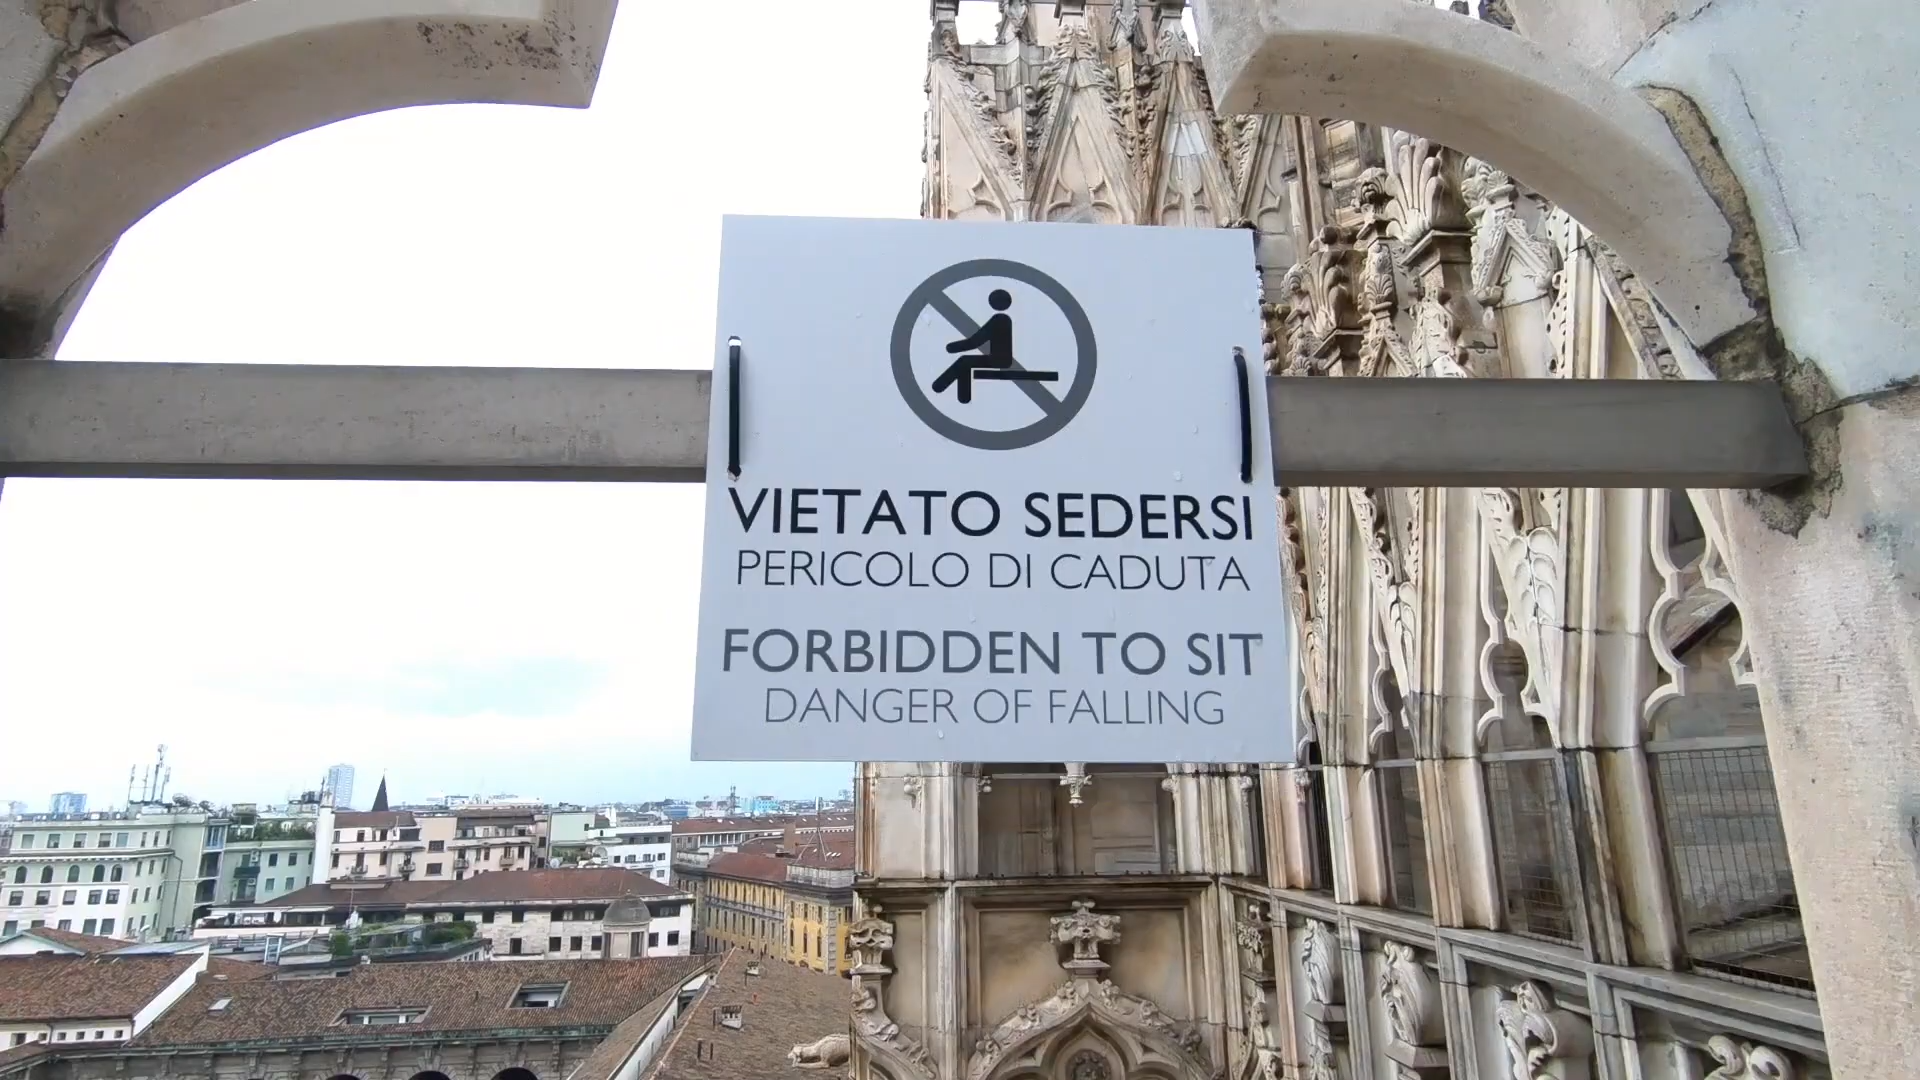 VIETATO SEDERSI
PERICOLO DI CADUTA
FORBIDDEN TO SIT
DANGER OF FALLING